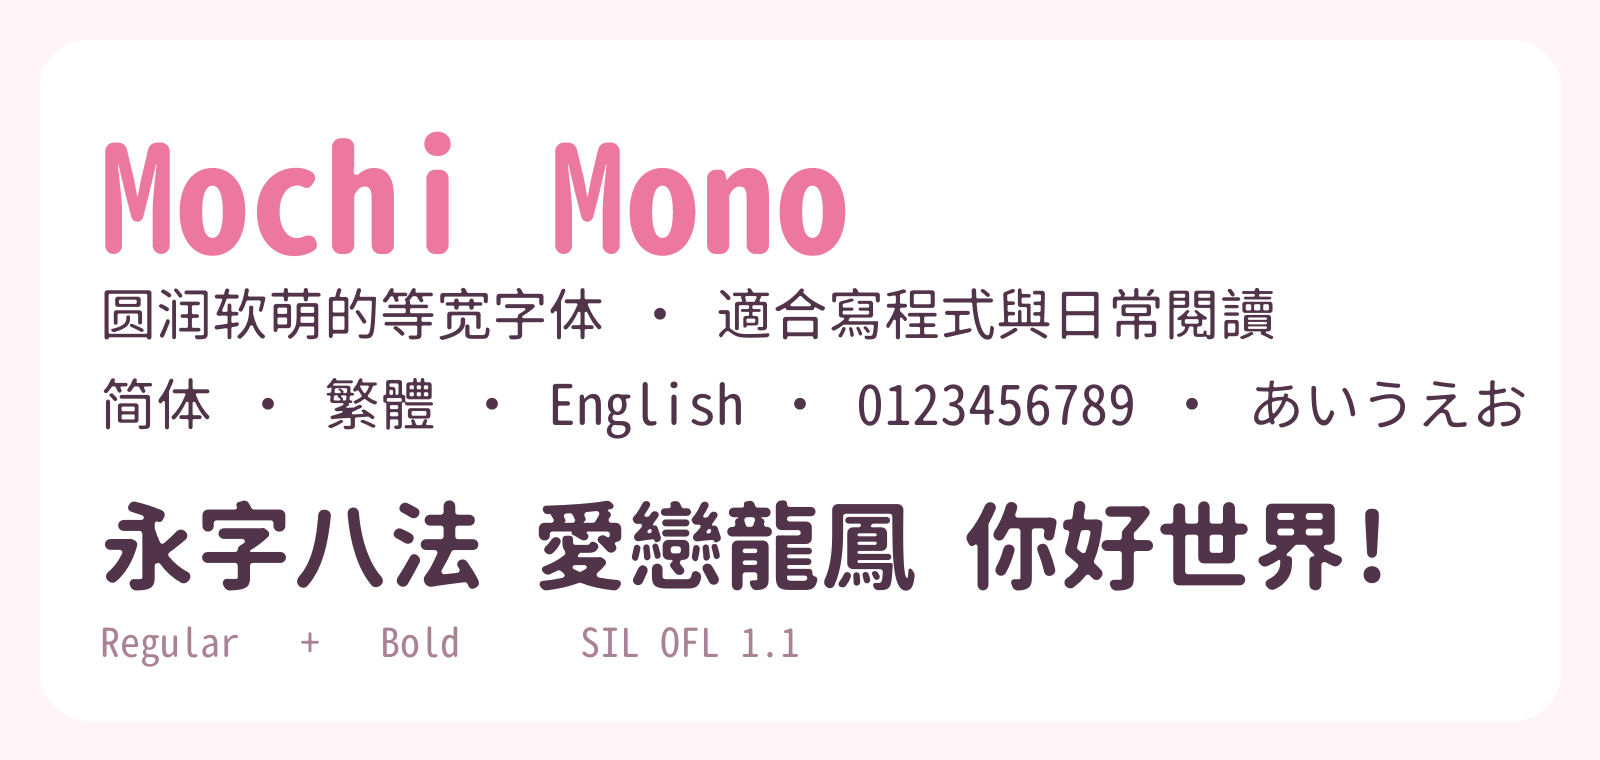 Mochi Mono
圆润软萌的等宽字体 · 適合寫程式與日常閱讀
简体 · 繁體 · English · 0123456789 · あいうえお
永字八法 愛戀龍鳳 你好世界!
Regular + Bold SIL OFL 1.1